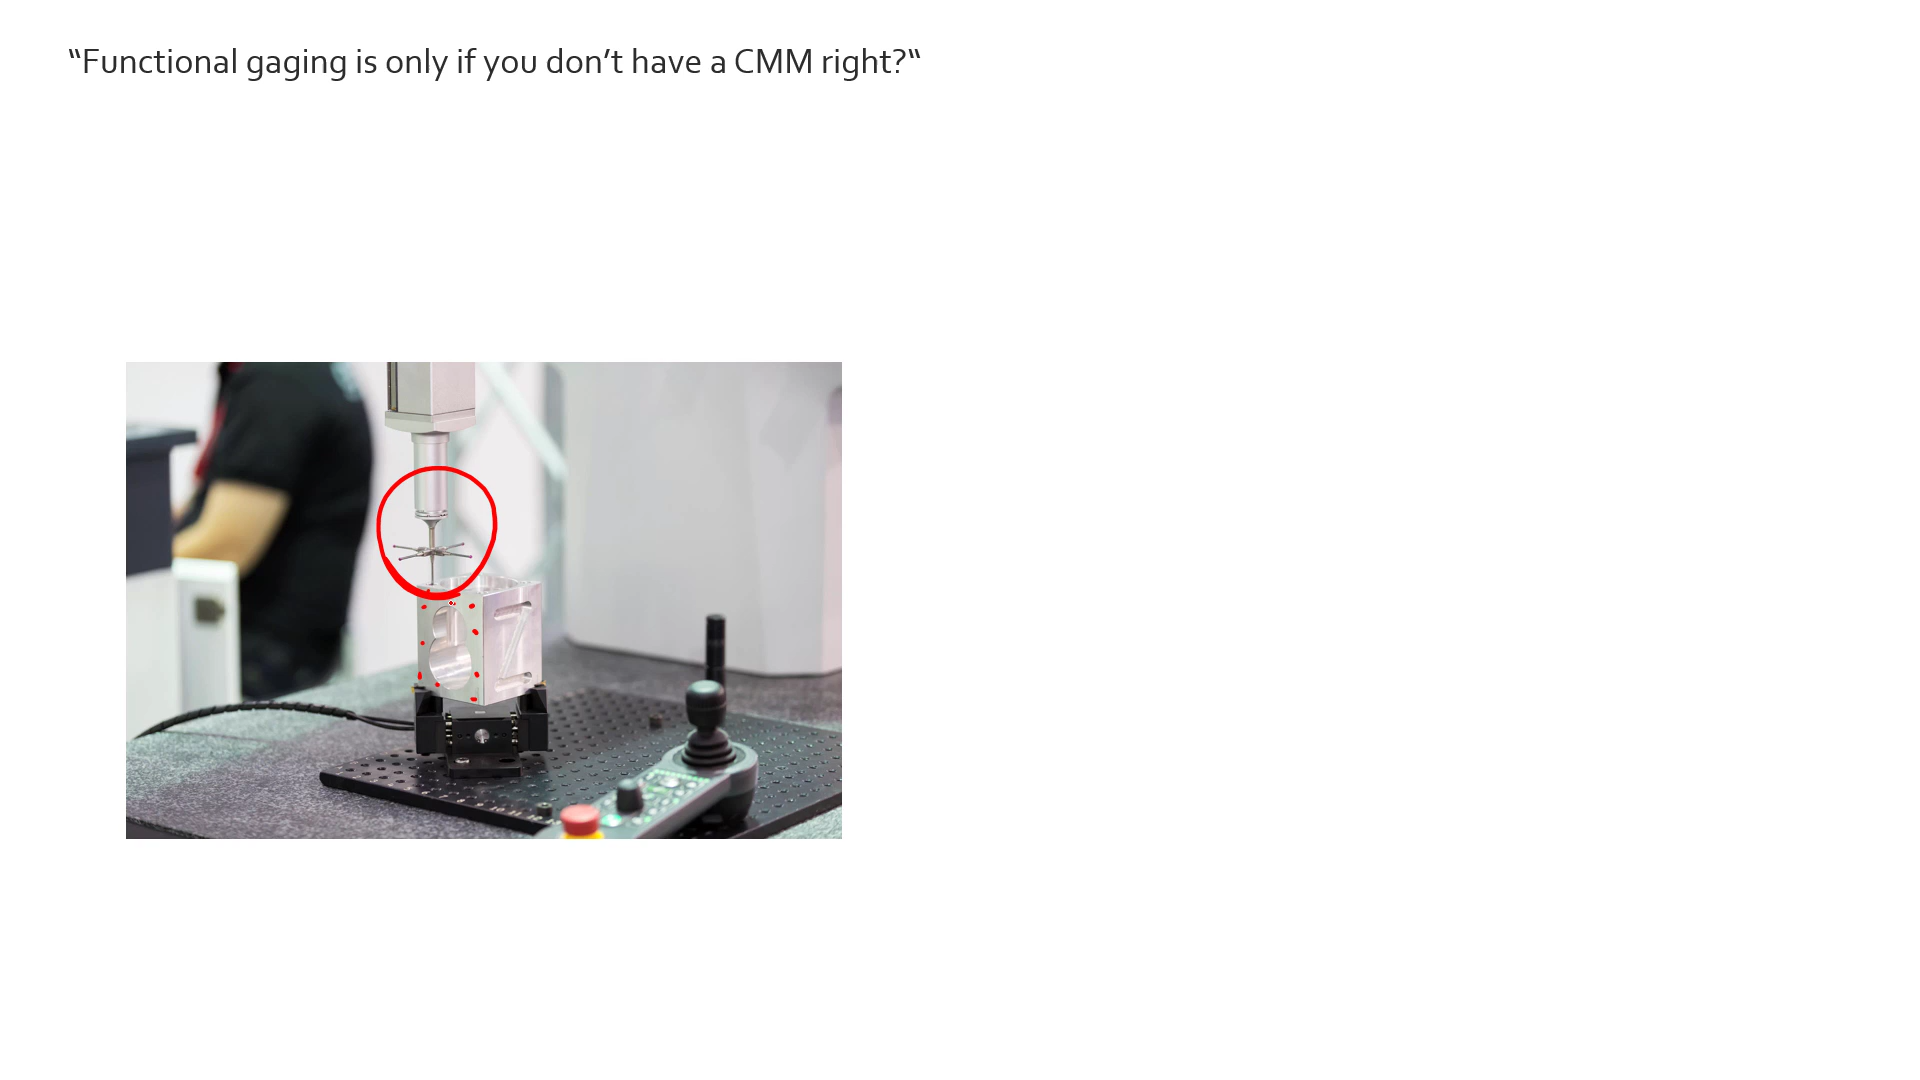 “Functional gaging is only if you don’t have a CMM right?“